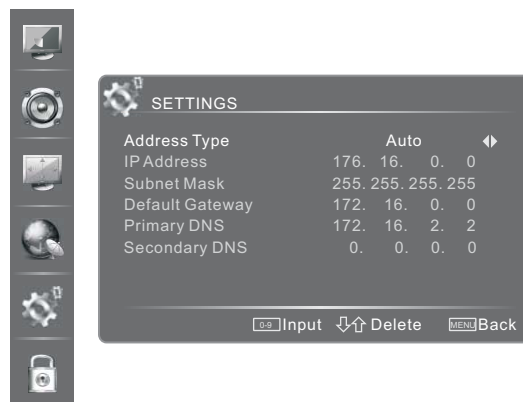 SETTINGS
Address Type Auto
IP Address 176. 16. 0. 0
Subnet Mask 255. 255. 255. 255
Default Gateway 172. 16. 0. 0
Primary DNS 172. 16. 2. 2
Secondary DNS 0. 0. 0. 0
0-9 Input Delete MENU Back